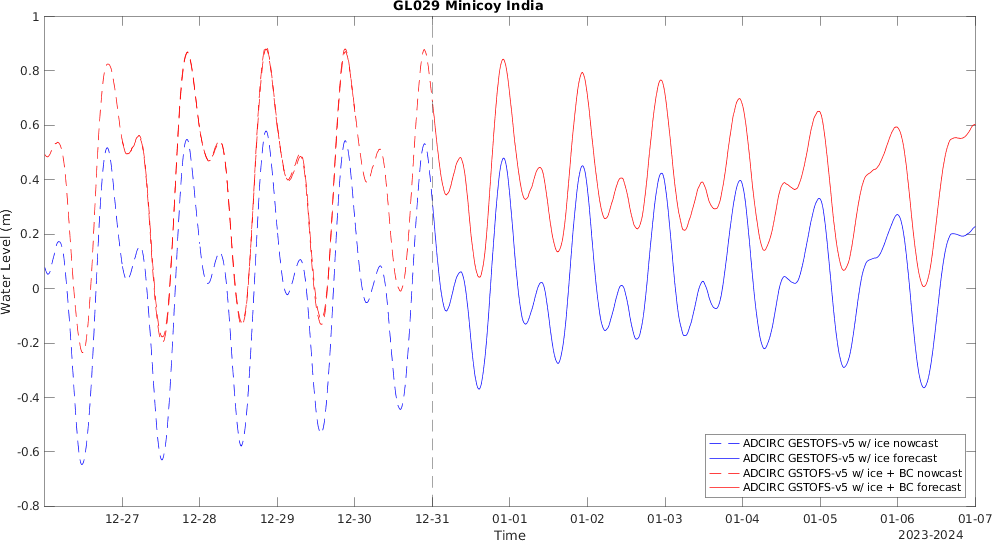 GL029 Minicoy India
1
0.8
0.6
0.4
0.2
0
-0.2
-0.4
-0.6
-0.8
Water Level (m)
12-27 12-28 12-29 12-30 12-31 01-01 01-02 01-03 01-04 01-05 01-06 01-07
Time
2023-2024
ADCIRC GESTOFS-v5 w/ ice nowcast
ADCIRC GESTOFS-v5 w/ ice forecast
ADCIRC GSTOFS-v5 w/ ice + BC nowcast
ADCIRC GSTOFS-v5 w/ ice + BC forecast